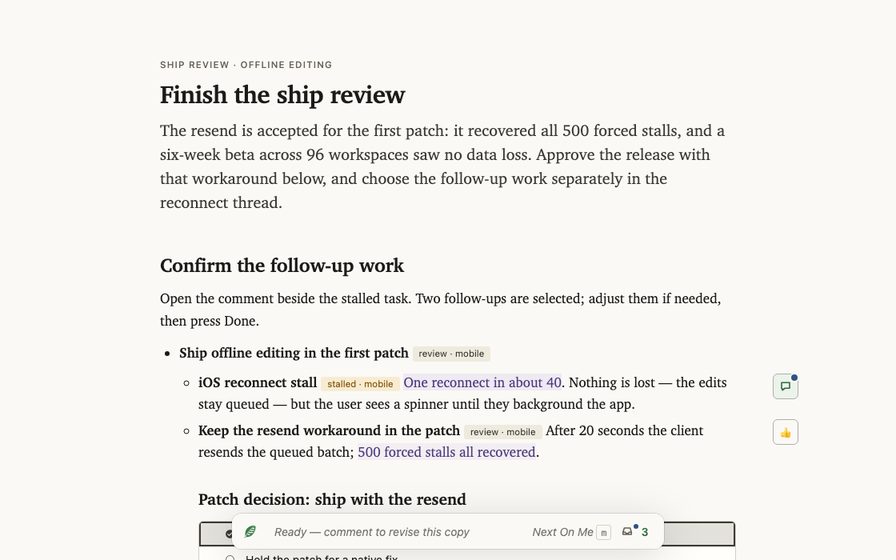 SHIP REVIEW · OFFLINE EDITING
Finish the ship review
The resend is accepted for the first patch: it recovered all 500 forced stalls, and a
six-week beta across 96 workspaces saw no data loss. Approve the release with
that workaround below, and choose the follow-up work separately in the
reconnect thread.
Confirm the follow-up work
Open the comment beside the stalled task. Two follow-ups are selected; adjust them if needed,
then press Done.
Ship offline editing in the first patch review · mobile
iOS reconnect stall stalled · mobile One reconnect in about 40. Nothing is lost — the edits
stay queued — but the user sees a spinner until they background the app.
Keep the resend workaround in the patch review · mobile After 20 seconds the client
resends the queued batch; 500 forced stalls all recovered.
Patch decision: ship with the resend
Ready — comment to revise this copy Next On Me m 3
Hold the patch for a native fix